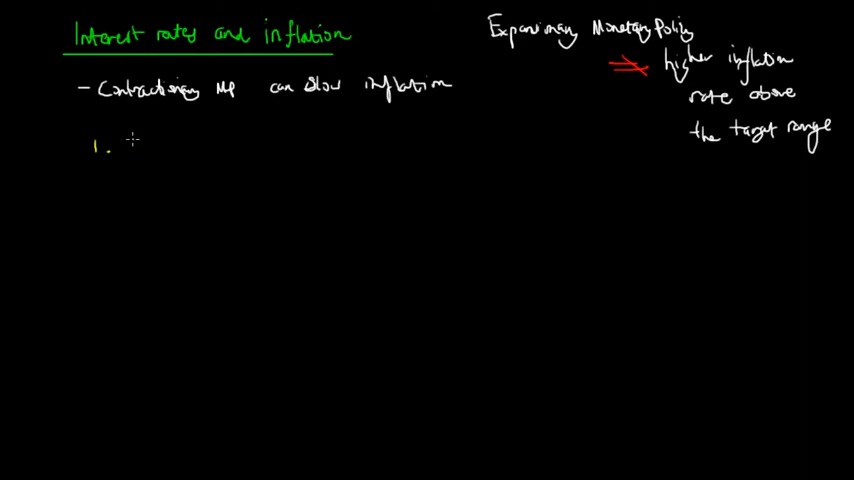 Interest rates and inflation
- Contractionary MP can slow inflation
1.
Expansionary Monetary Policy
⇒ higher inflation
rate above
the target range